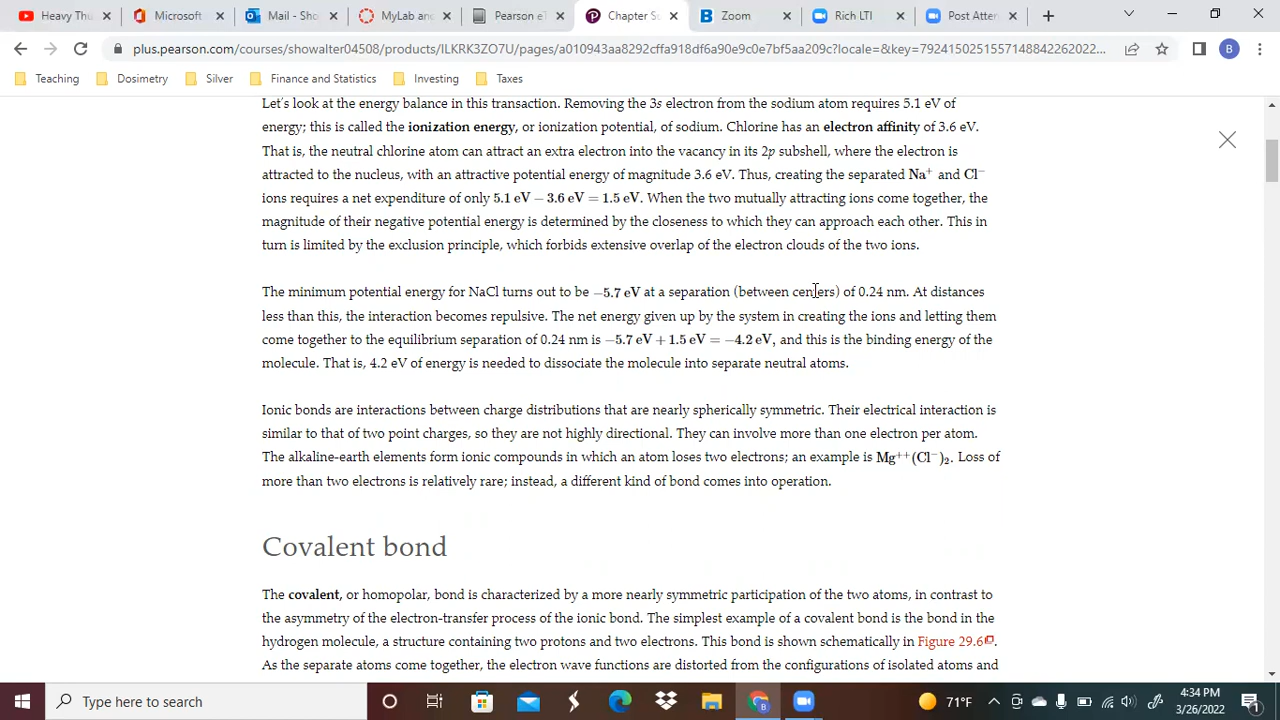 Heavy Thu
Microsoft
Mail - Sho
MyLab an
Pearson eT
Chapter Su
Zoom
Rich LTI
Post Atter
plus.pearson.com/courses/showalter04508/products/ILKRK3ZO7U/pages/a010943aa8292cffa918df6a90e9c0e7bf5aa209c?locale=&key=7924150251557148842262022...
B
Teaching
Dosimetry
Silver
Finance and Statistics
Investing
Taxes
Let's look at the energy balance in this transaction. Removing the 3s electron from the sodium atom requires 5.1 eV of
energy; this is called the ionization energy, or ionization potential, of sodium. Chlorine has an electron affinity of 3.6 eV.
That is, the neutral chlorine atom can attract an extra electron into the vacancy in its 2p subshell, where the electron is
attracted to the nucleus, with an attractive potential energy of magnitude 3.6 eV. Thus, creating the separated Na⁺ and Cl⁻
ions requires a net expenditure of only 5.1 eV − 3.6 eV = 1.5 eV. When the two mutually attracting ions come together, the
magnitude of their negative potential energy is determined by the closeness to which they can approach each other. This in
turn is limited by the exclusion principle, which forbids extensive overlap of the electron clouds of the two ions.
The minimum potential energy for NaCl turns out to be −5.7 eV at a separation (between centers) of 0.24 nm. At distances
less than this, the interaction becomes repulsive. The net energy given up by the system in creating the ions and letting them
come together to the equilibrium separation of 0.24 nm is −5.7 eV + 1.5 eV = −4.2 eV, and this is the binding energy of the
molecule. That is, 4.2 eV of energy is needed to dissociate the molecule into separate neutral atoms.
Ionic bonds are interactions between charge distributions that are nearly spherically symmetric. Their electrical interaction is
similar to that of two point charges, so they are not highly directional. They can involve more than one electron per atom.
The alkaline-earth elements form ionic compounds in which an atom loses two electrons; an example is Mg⁺⁺(Cl⁻)₂. Loss of
more than two electrons is relatively rare; instead, a different kind of bond comes into operation.
Covalent bond
The covalent, or homopolar, bond is characterized by a more nearly symmetric participation of the two atoms, in contrast to
the asymmetry of the electron-transfer process of the ionic bond. The simplest example of a covalent bond is the bond in the
hydrogen molecule, a structure containing two protons and two electrons. This bond is shown schematically in Figure 29.6.
As the separate atoms come together, the electron wave functions are distorted from the configurations of isolated atoms and
Type here to search
71°F
4:34 PM
3/26/2022